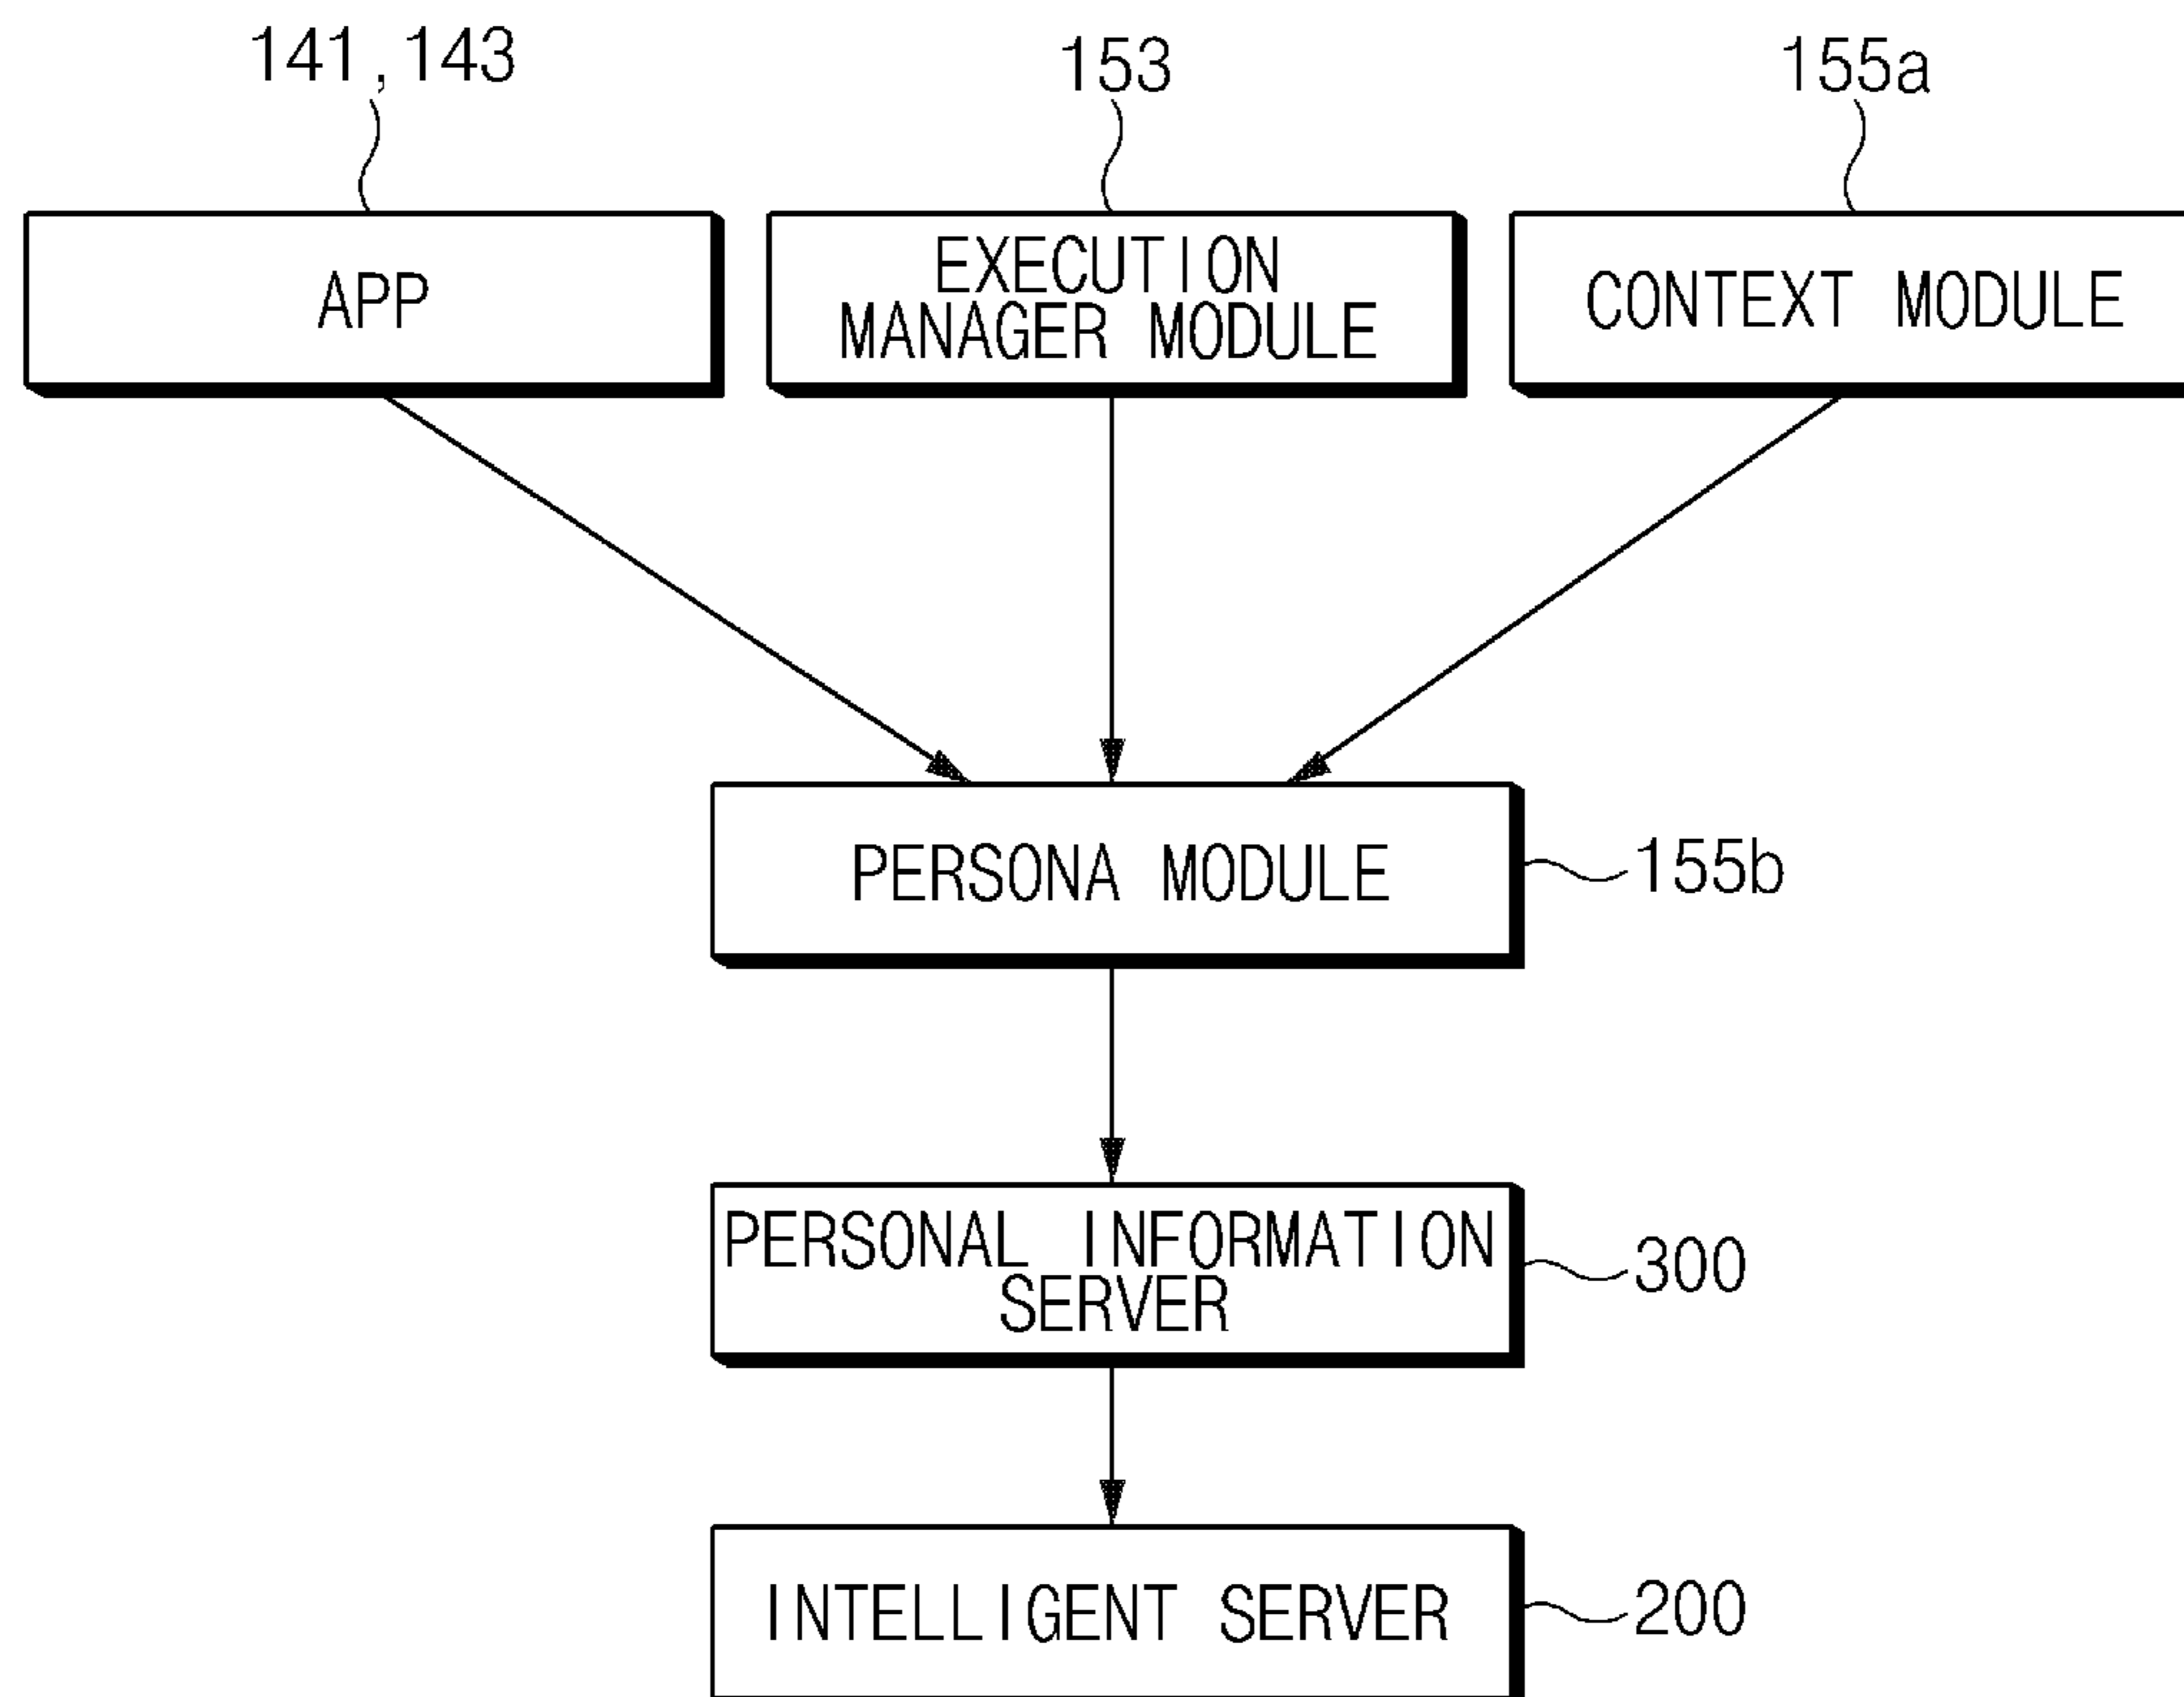 141, 143
153
155a
APP
EXECUTION
MANAGER MODULE
CONTEXT MODULE
PERSONA MODULE
155b
PERSONAL INFORMATION
SERVER
300
INTELLIGENT SERVER
200